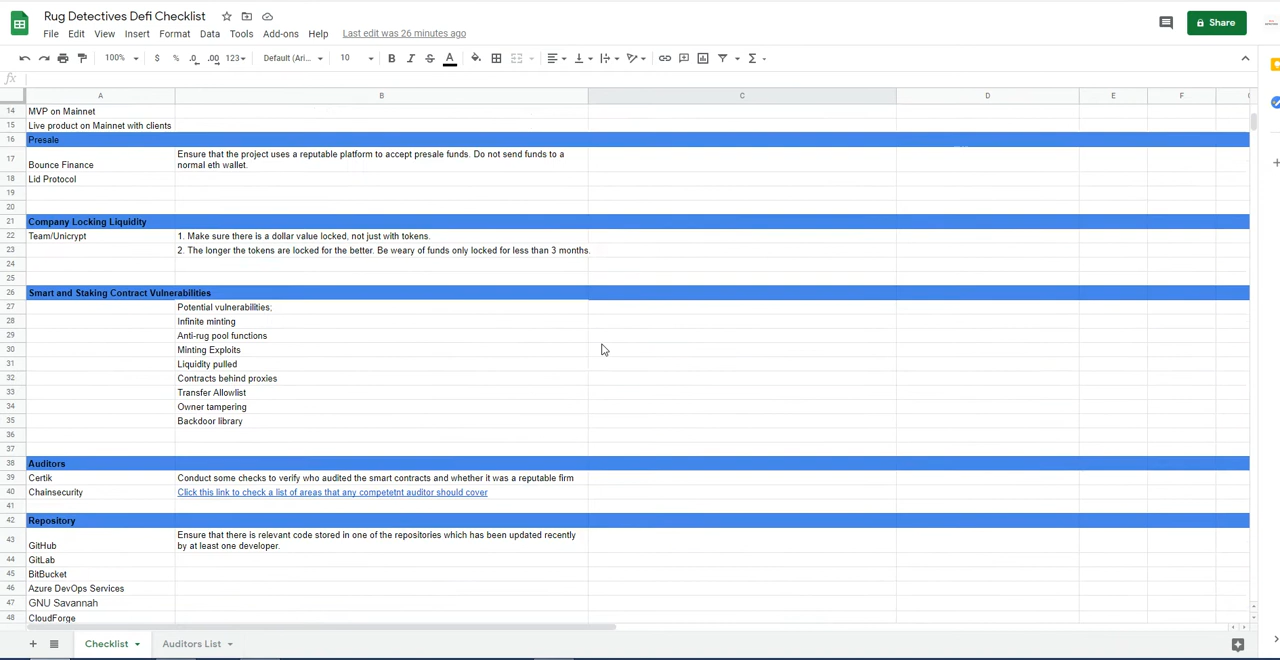 Rug Detectives Defi Checklist
File Edit View Insert Format Data Tools Add-ons Help Last edit was 26 minutes ago
Share
100% $ % .0 .00 123 Default (Ari... 10 B I S A
fx
A B C D E F
14 MVP on Mainnet
15 Live product on Mainnet with clients
16 Presale
17 Bounce Finance Ensure that the project uses a reputable platform to accept presale funds. Do not send funds to a
normal eth wallet.
18 Lid Protocol
19
20
21 Company Locking Liquidity
22 Team/Unicrypt 1. Make sure there is a dollar value locked, not just with tokens.
23 2. The longer the tokens are locked for the better. Be weary of funds only locked for less than 3 months.
24
25
26 Smart and Staking Contract Vulnerabilities
27 Potential vulnerabilities;
28 Infinite minting
29 Anti-rug pool functions
30 Minting Exploits
31 Liquidity pulled
32 Contracts behind proxies
33 Transfer Allowlist
34 Owner tampering
35 Backdoor library
36
37
38 Auditors
39 Certik Conduct some checks to verify who audited the smart contracts and whether it was a reputable firm
40 Chainsecurity Click this link to check a list of areas that any competetnt auditor should cover
41
42 Repository
43 GitHub Ensure that there is relevant code stored in one of the repositories which has been updated recently
by at least one developer.
44 GitLab
45 BitBucket
46 Azure DevOps Services
47 GNU Savannah
48 CloudForge
Checklist Auditors List